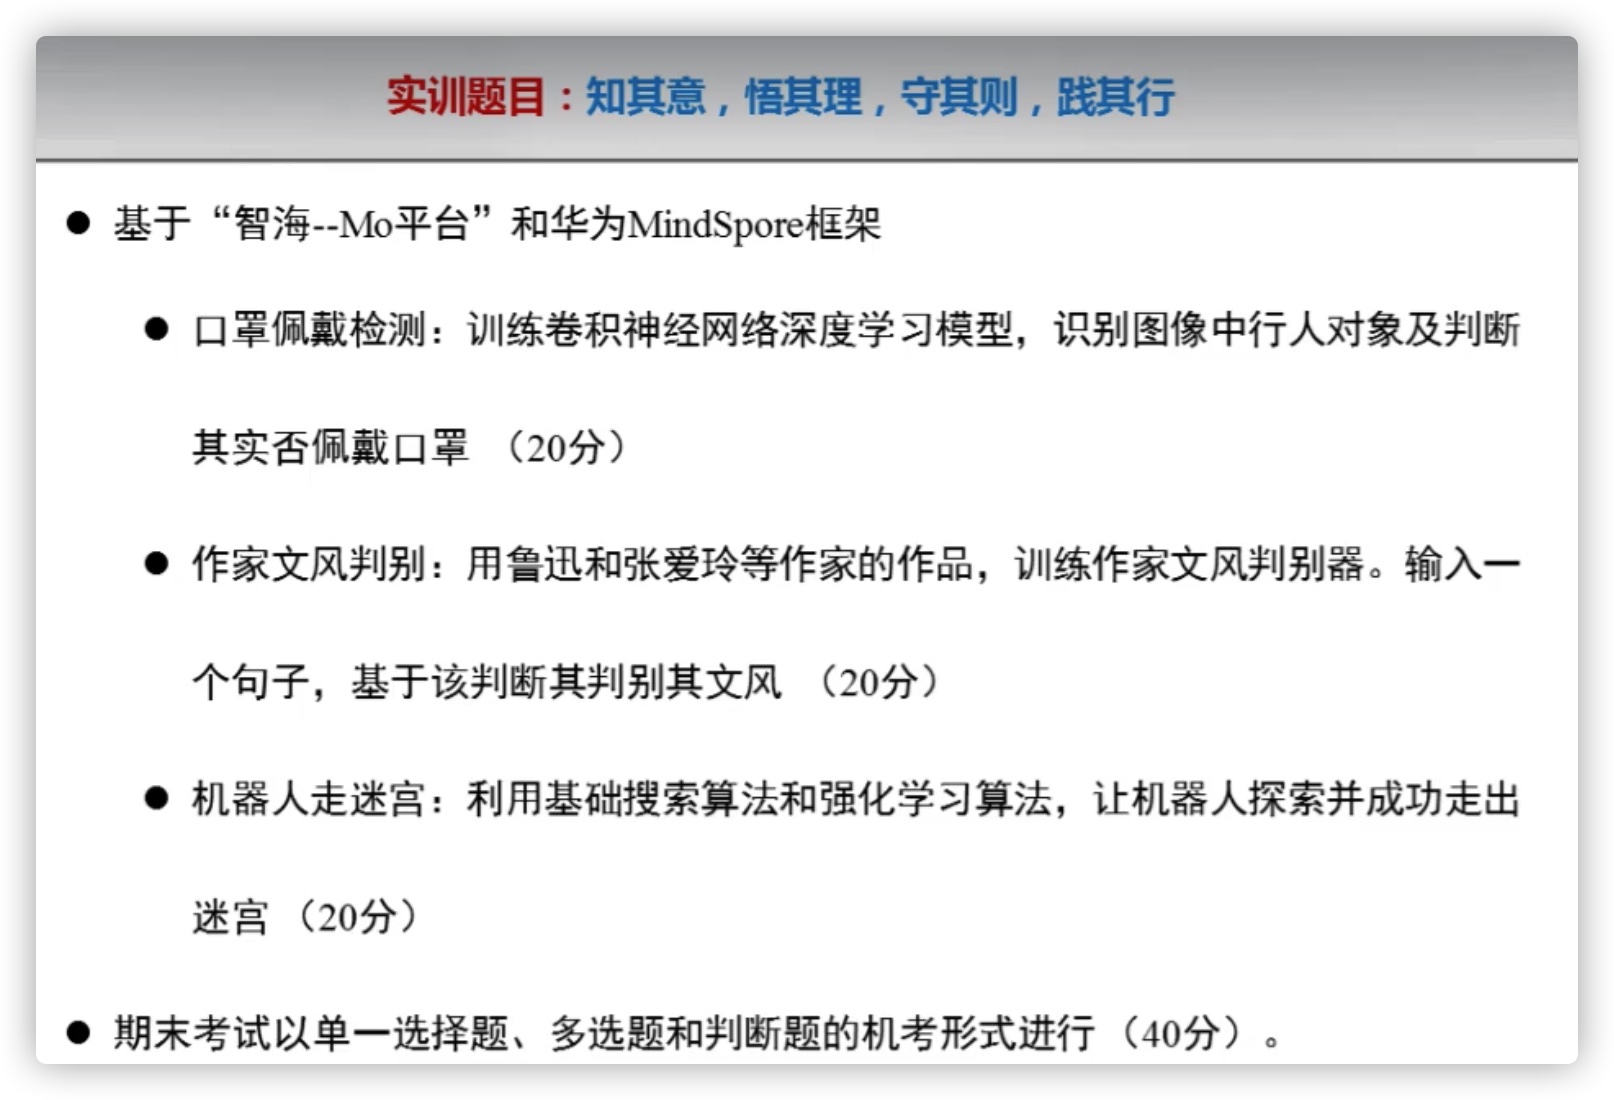 实训题目：知其意，悟其理，守其则，践其行
● 基于“智海--Mo平台”和华为MindSpore框架
● 口罩佩戴检测：训练卷积神经网络深度学习模型，识别图像中行人对象及判断
其实否佩戴口罩 （20分）
● 作家文风判别：用鲁迅和张爱玲等作家的作品，训练作家文风判别器。输入一
个句子，基于该判断其判别其文风 （20分）
● 机器人走迷宫：利用基础搜索算法和强化学习算法，让机器人探索并成功走出
迷宫 （20分）
● 期末考试以单一选择题、多选题和判断题的机考形式进行 （40分）。